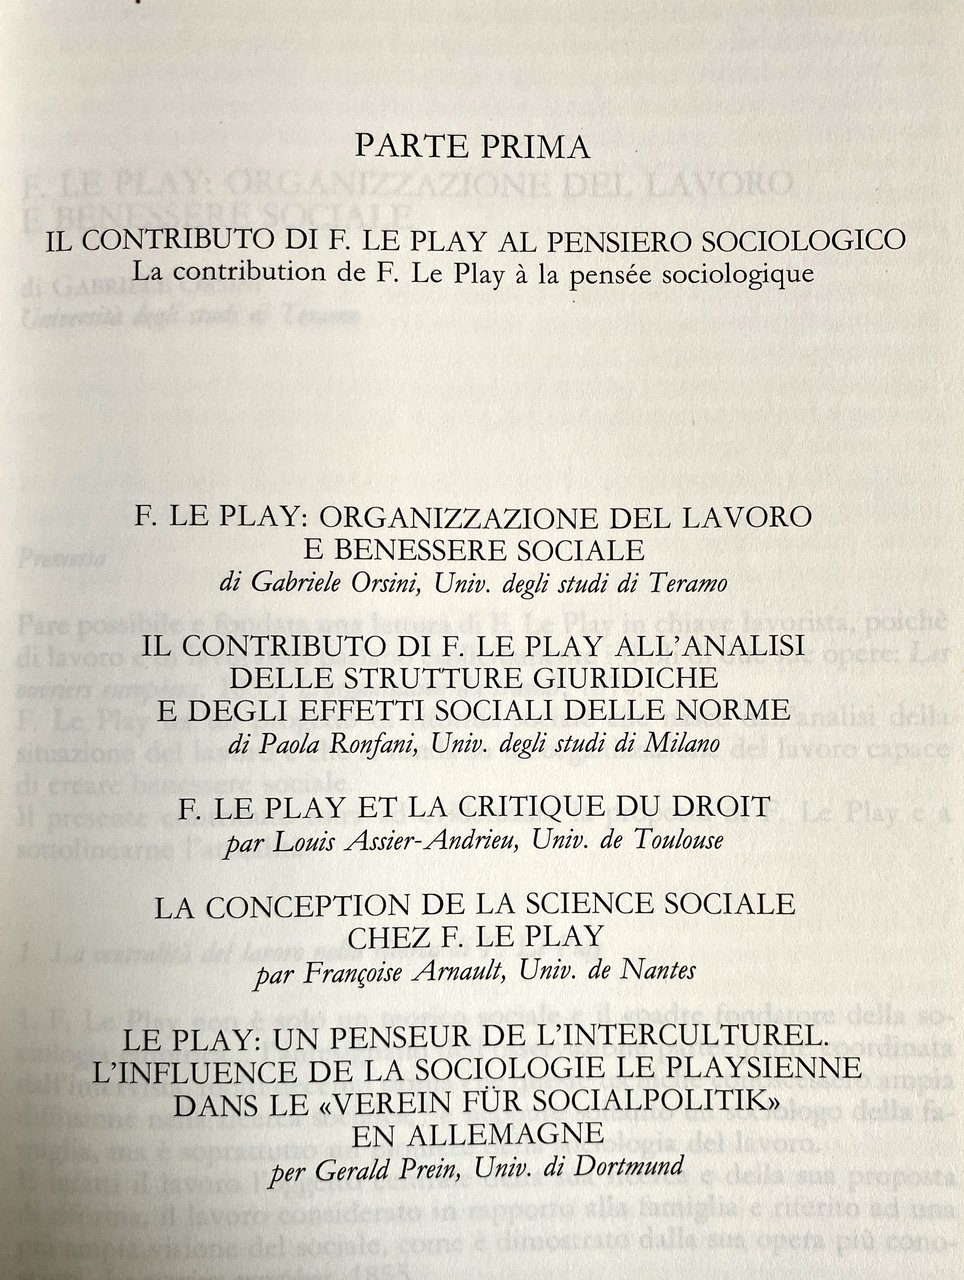 PARTE PRIMA
IL CONTRIBUTO DI F. LE PLAY AL PENSIERO SOCIOLOGICO
La contribution de F. Le Play à la pensée sociologique
F. LE PLAY: ORGANIZZAZIONE DEL LAVORO
E BENESSERE SOCIALE
di Gabriele Orsini, Univ. degli studi di Teramo
IL CONTRIBUTO DI F. LE PLAY ALL'ANALISI
DELLE STRUTTURE GIURIDICHE
E DEGLI EFFETTI SOCIALI DELLE NORME
di Paola Ronfani, Univ. degli studi di Milano
F. LE PLAY ET LA CRITIQUE DU DROIT
par Louis Assier-Andrieu, Univ. de Toulouse
LA CONCEPTION DE LA SCIENCE SOCIALE
CHEZ F. LE PLAY
par Françoise Arnault, Univ. de Nantes
LE PLAY: UN PENSEUR DE L'INTERCULTUREL.
L'INFLUENCE DE LA SOCIOLOGIE LE PLAYSIENNE
DANS LE «VEREIN FÜR SOCIALPOLITIK»
EN ALLEMAGNE
per Gerald Prein, Univ. di Dortmund